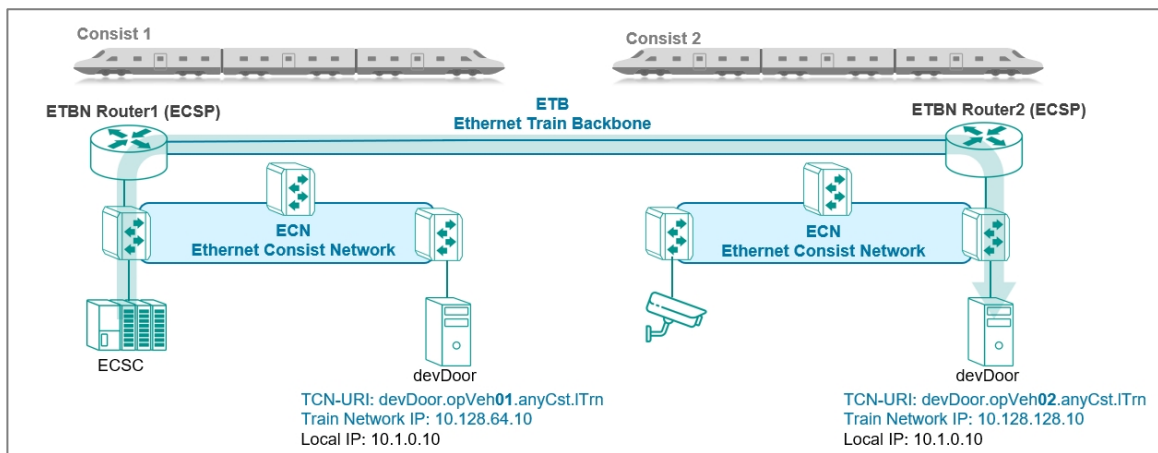 Consist 1
Consist 2
ETBN Router1 (ECSP)
ETB
Ethernet Train Backbone
ETBN Router2 (ECSP)
ECN
Ethernet Consist Network
ECN
Ethernet Consist Network
ECSC
devDoor
TCN-URI: devDoor.opVeh01.anyCst.lTrn
Train Network IP: 10.128.64.10
Local IP: 10.1.0.10
devDoor
TCN-URI: devDoor.opVeh02.anyCst.lTrn
Train Network IP: 10.128.128.10
Local IP: 10.1.0.10